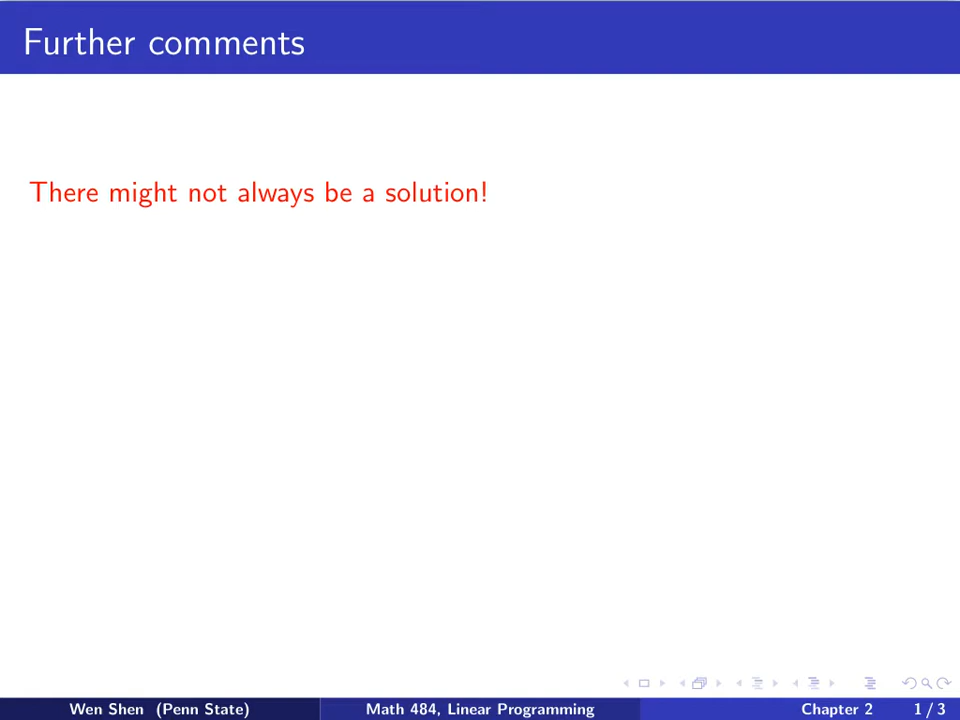 Further comments
There might not always be a solution!
Wen Shen (Penn State)
Math 484, Linear Programming
Chapter 2
1 / 3